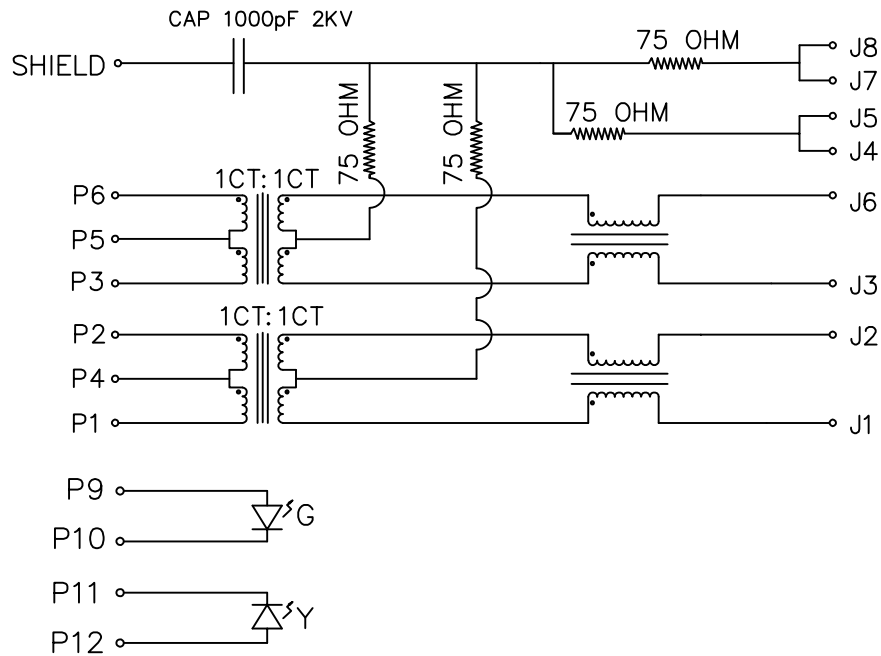 CAP 1000pF 2KV
SHIELD
75 OHM
J8
J7
75 OHM
J5
J4
75 OHM
75 OHM
1CT:1CT
P6
J6
P5
P3
J3
1CT:1CT
P2
J2
P4
P1
J1
P9
G
P10
P11
Y
P12